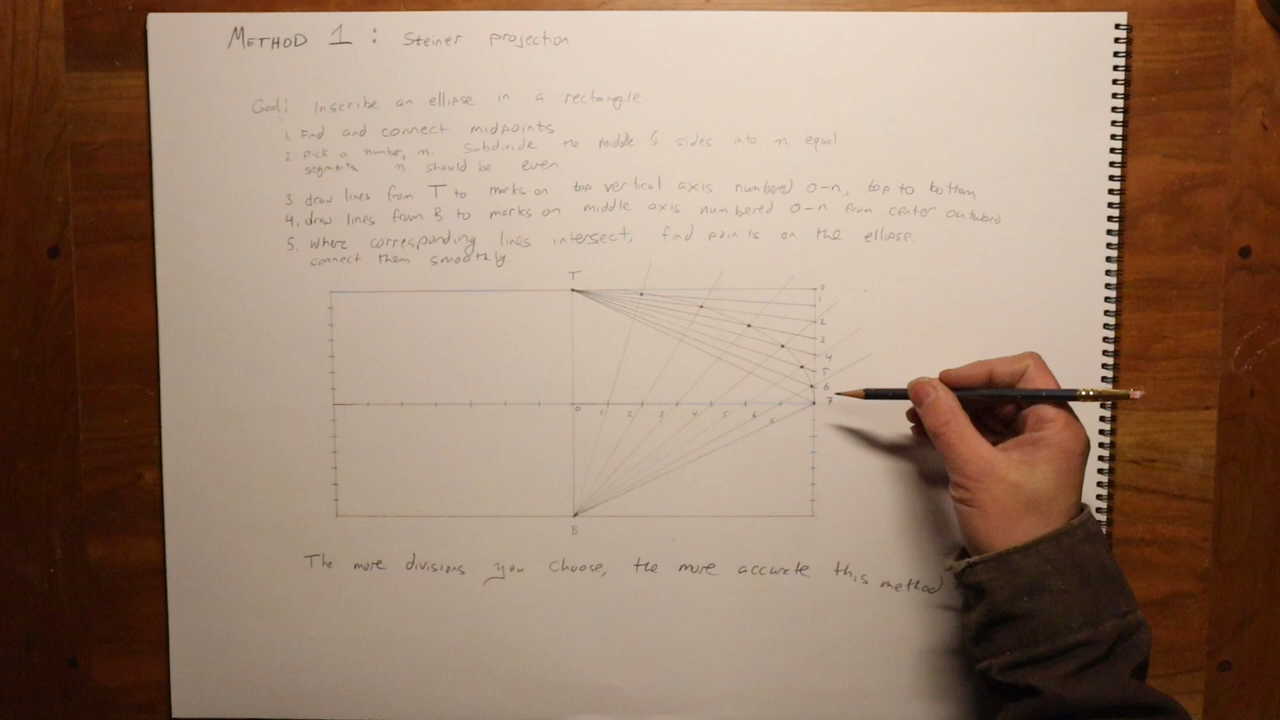 METHOD 1 : Steiner projection
Goal: Inscribe an ellipse in a rectangle
1. Find and connect midpoints
2. Pick a number, n. Subdivide the middle & sides into n equal
segments n should be even
3. draw lines from T to marks on top vertical axis numbered 0-n, top to bottom
4. draw lines from B to marks on middle axis numbered 0-n from center outward
5. Where corresponding lines intersect, find points on the ellipse.
connect them smoothly.
T
0
1
2
3
4
5
6
7
0 1 2 3 4 5 6
B
The more divisions you choose, the more accurate this method